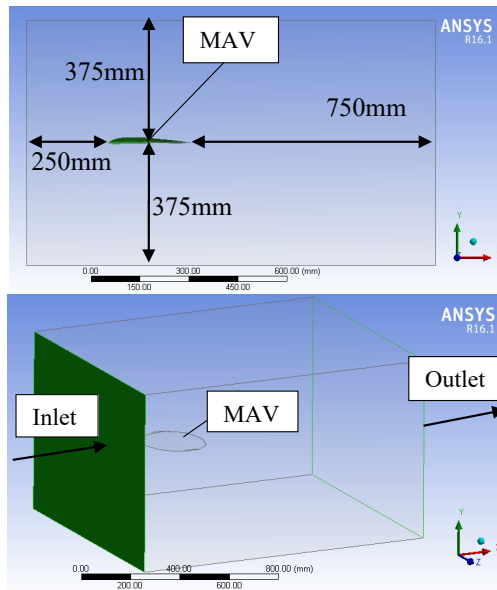 MAV
ANSYS
R16.1
375mm
750mm
250mm
375mm
Y
Z
0.00 300.00 600.00 (mm)
150.00 450.00
ANSYS
R16.1
Outlet
Inlet
MAV
Y
X
Z
0.00 400.00 800.00 (mm)
200.00 600.00